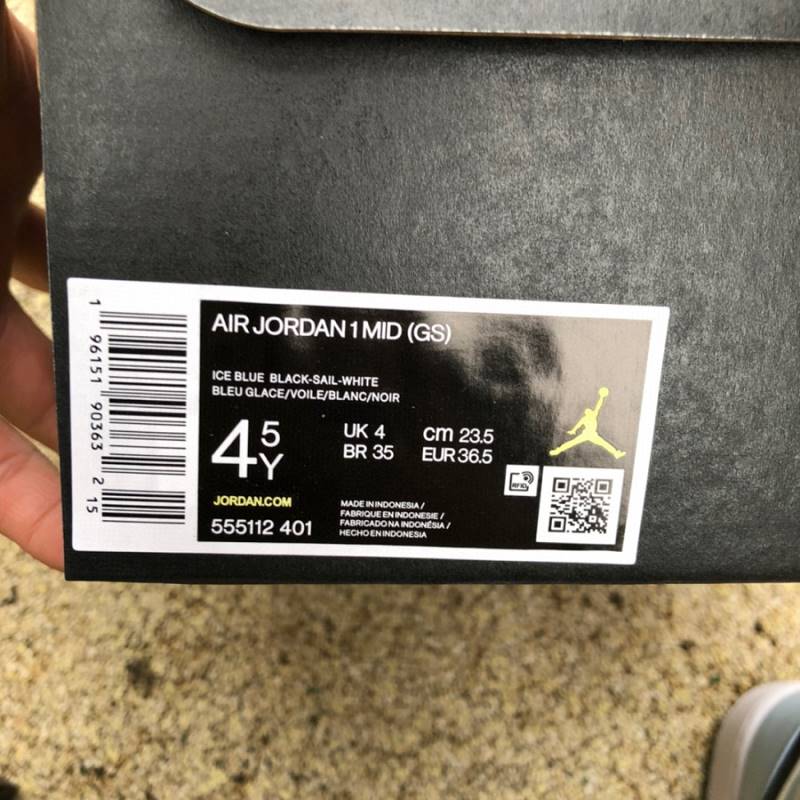 1 96151 90363 2 15
AIR JORDAN 1 MID (GS)
ICE BLUE BLACK-SAIL-WHITE
BLEU GLACE/VOILE/BLANC/NOIR
4 5 Y
UK 4 cm 23.5
BR 35 EUR 36.5
RFID
JORDAN.COM
555112 401
MADE IN INDONESIA /
FABRIQUE EN INDONESIE /
FABRICADO NA INDONÉSIA /
HECHO EN INDONESIA